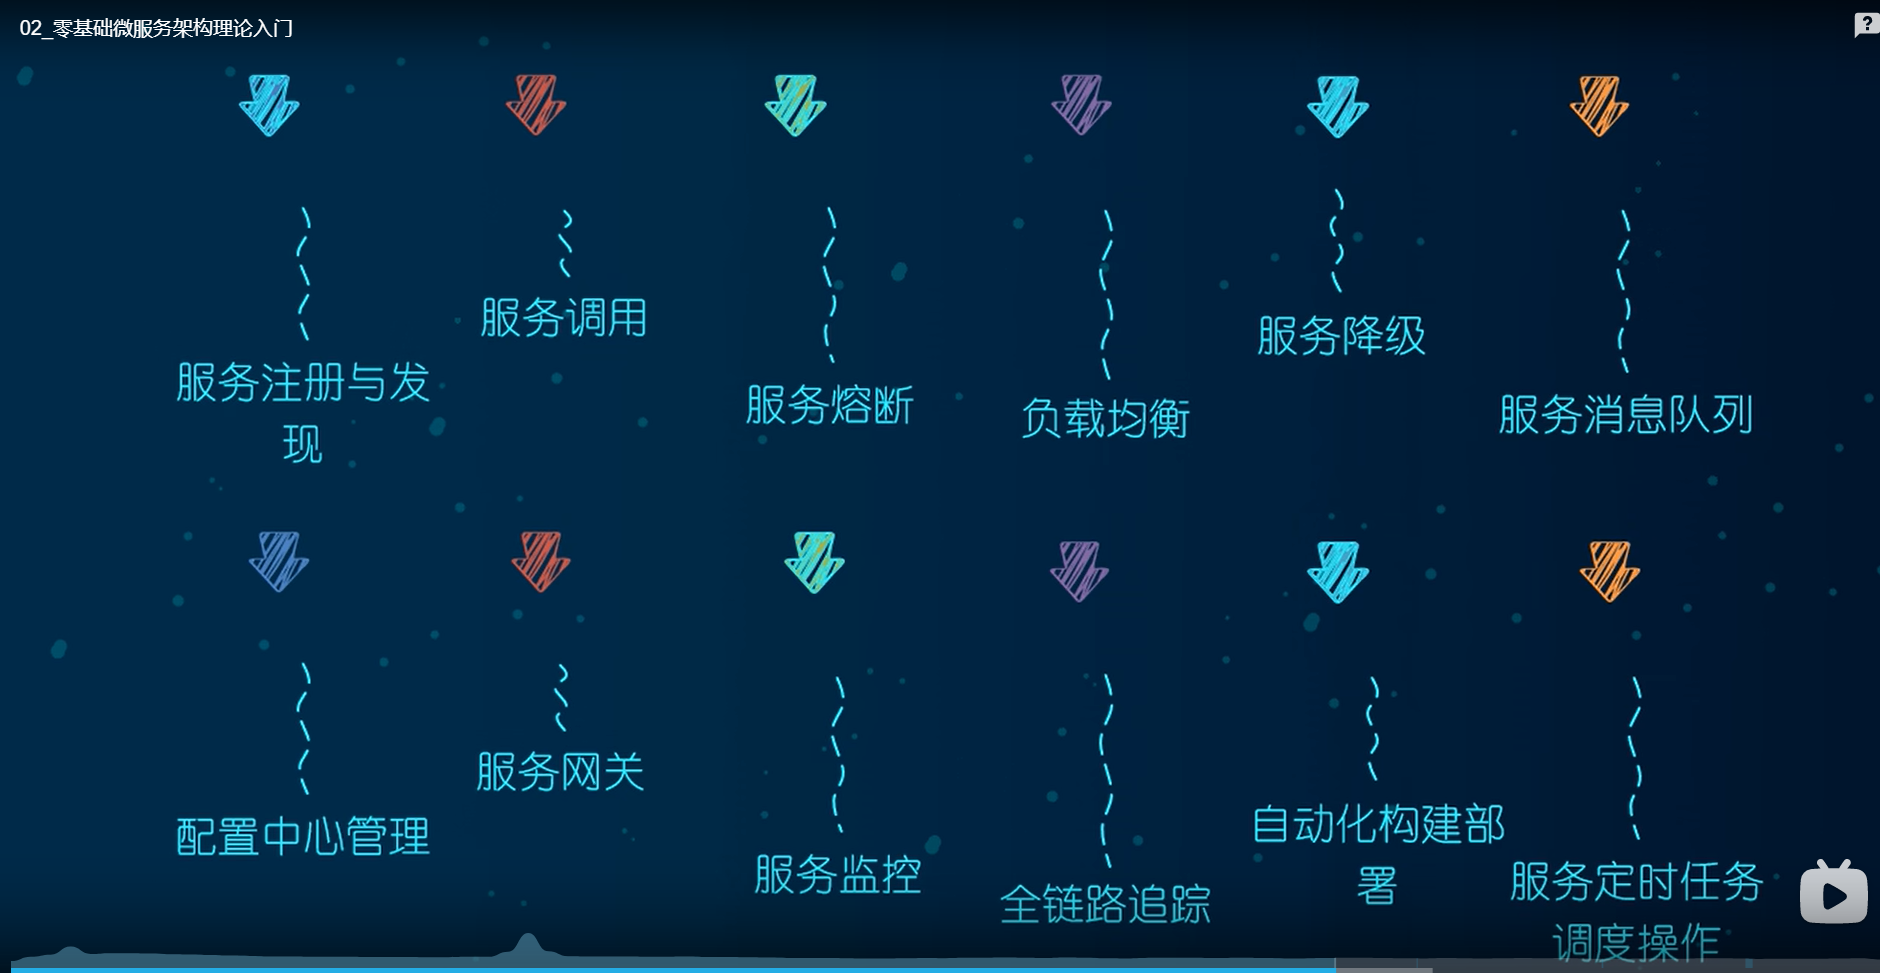 02_零基础微服务架构理论入门
?
服务注册与发
现
服务调用
服务熔断
负载均衡
服务降级
服务消息队列
配置中心管理
服务网关
服务监控
全链路追踪
自动化构建部
署
服务定时任务
调度操作